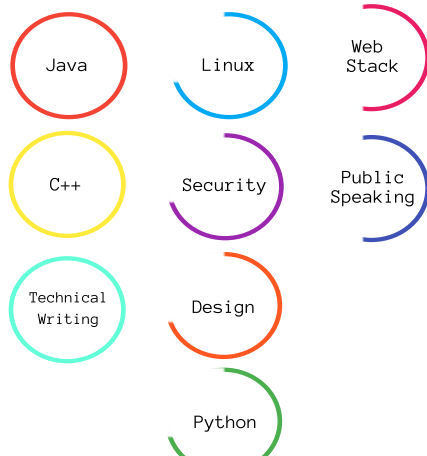 Java
Linux
Web
Stack
C++
Security
Public
Speaking
Technical
Writing
Design
Python